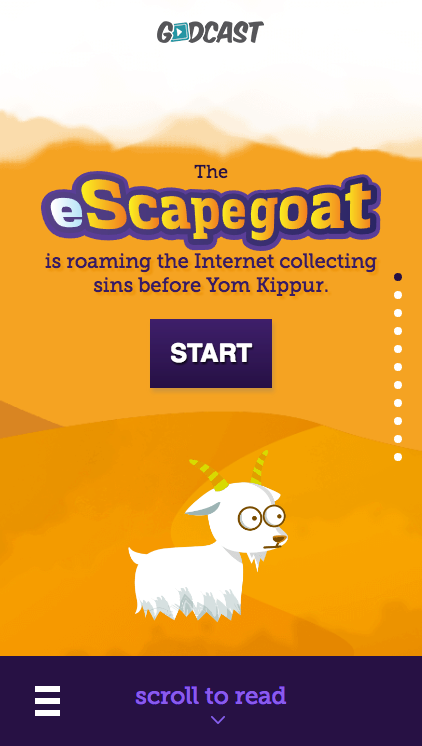 GODCAST
The
eScapegoat
is roaming the Internet collecting
sins before Yom Kippur.
START
scroll to read